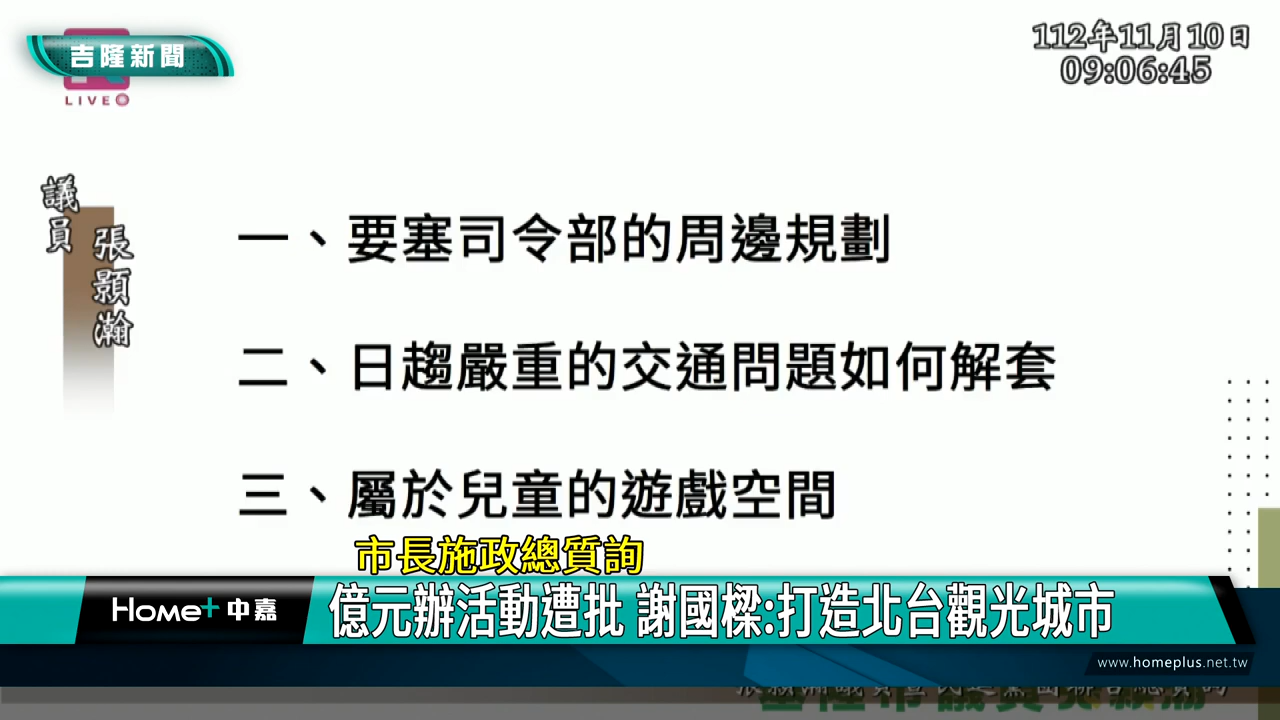 吉隆新聞
LIVE
112年11月10日
09:06:45
議員
張顥瀚
一、要塞司令部的周邊規劃
二、日趨嚴重的交通問題如何解套
三、屬於兒童的遊戲空間
市長施政總質詢
Home+中嘉
億元辦活動遭批 謝國樑:打造北台觀光城市
www.homeplus.net.tw